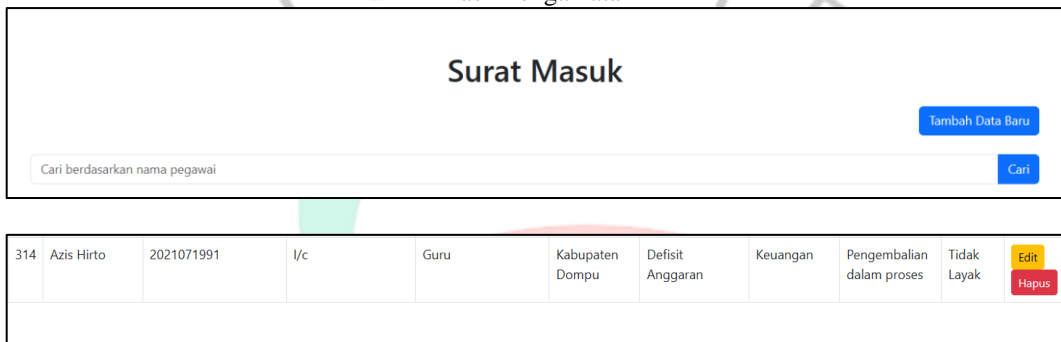 Surat Masuk
Tambah Data Baru
Cari berdasarkan nama pegawai
Cari
314 Azis Hirto 2021071991 I/c Guru Kabupaten Dompu Defisit Anggaran Keuangan Pengembalian dalam proses Tidak Layak Edit
Hapus